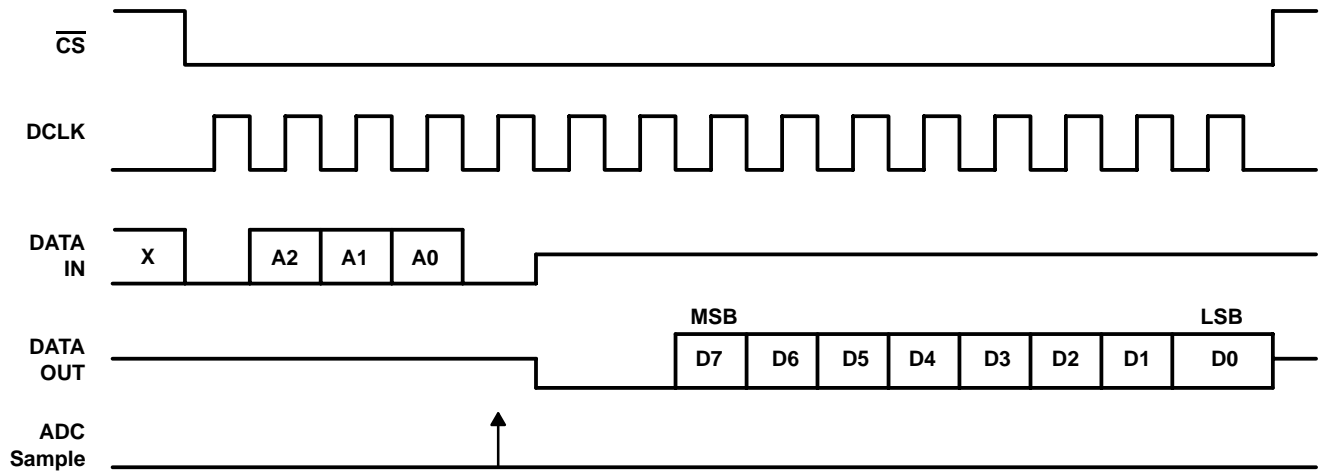 CS
DCLK
DATA
IN
X
A2
A1
A0
MSB
LSB
DATA
OUT
D7
D6
D5
D4
D3
D2
D1
D0
ADC
Sample